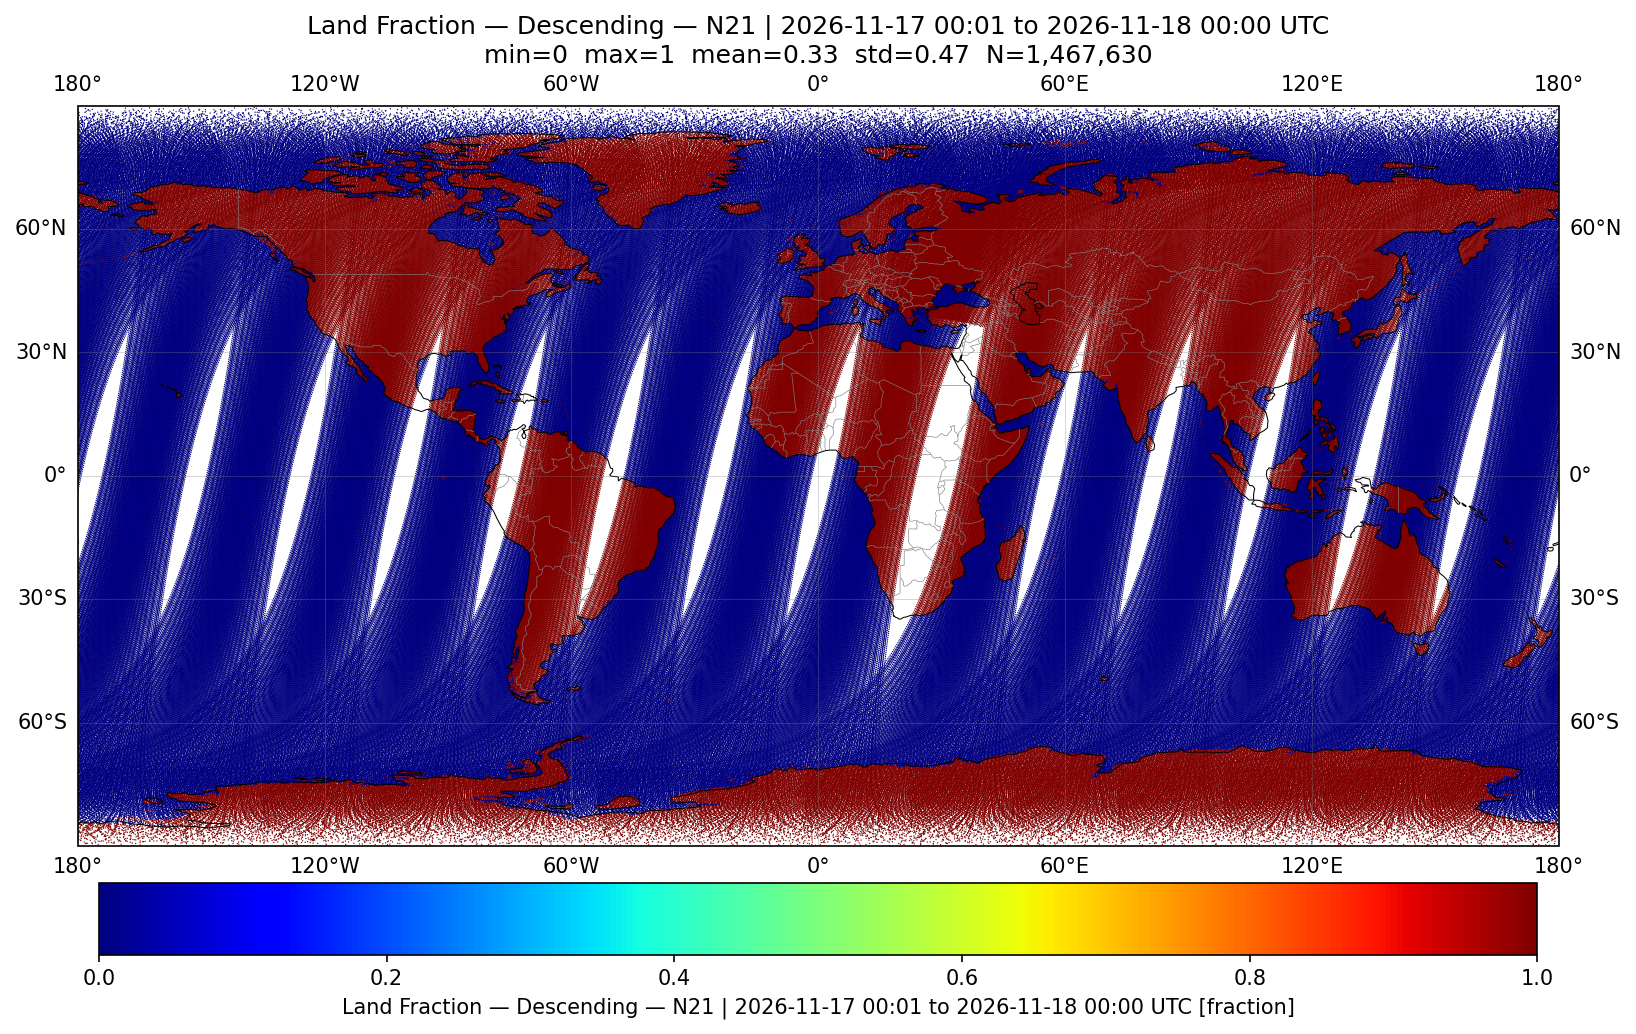 Land Fraction — Descending — N21 | 2026-11-17 00:01 to 2026-11-18 00:00 UTC
min=0  max=1  mean=0.33  std=0.47  N=1,467,630
180° 120°W 60°W 0° 60°E 120°E 180°
60°N 60°N
30°N 30°N
0° 0°
30°S 30°S
60°S 60°S
180° 120°W 60°W 0° 60°E 120°E 180°
0.0 0.2 0.4 0.6 0.8 1.0
Land Fraction — Descending — N21 | 2026-11-17 00:01 to 2026-11-18 00:00 UTC [fraction]